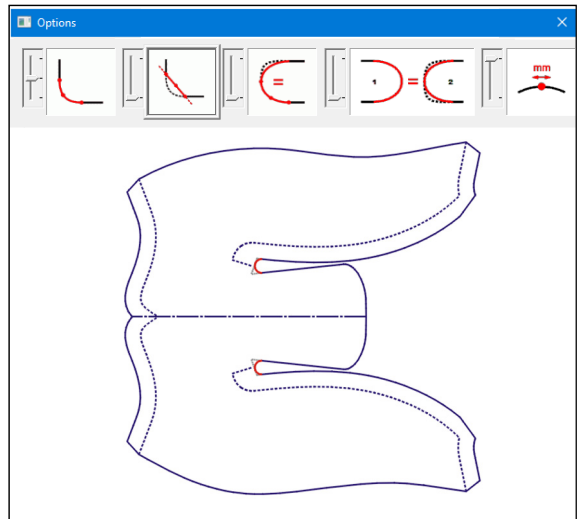 Options
mm
=
1 = 2